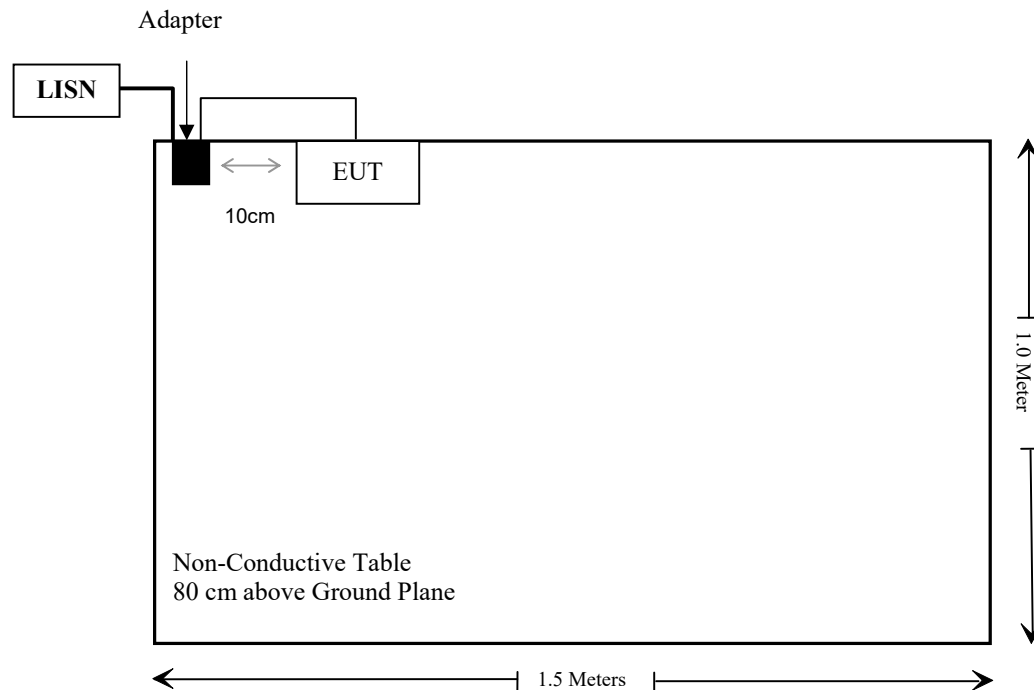 Adapter
LISN
EUT
10cm
1.0 Meter
Non-Conductive Table
80 cm above Ground Plane
1.5 Meters